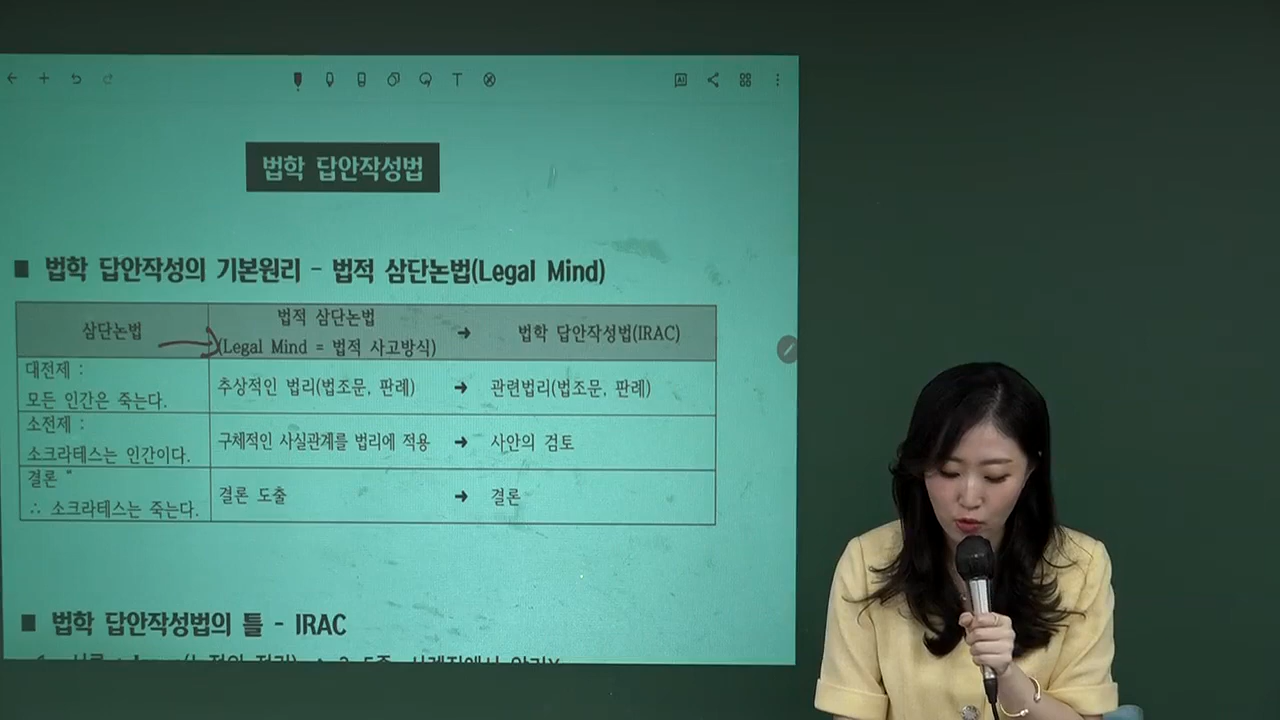 법학 답안작성법
■ 법학 답안작성의 기본원리 - 법적 삼단논법(Legal Mind)
삼단논법
법적 삼단논법
(Legal Mind = 법적 사고방식)
➜ 법학 답안작성법(IRAC)
대전제 :
모든 인간은 죽는다.
추상적인 법리(법조문, 판례) ➜ 관련법리(법조문, 판례)
소전제 :
소크라테스는 인간이다.
구체적인 사실관계를 법리에 적용 ➜ 사안의 검토
결론 "
∴ 소크라테스는 죽는다.
결론 도출 ➜ 결론
■ 법학 답안작성법의 틀 - IRAC